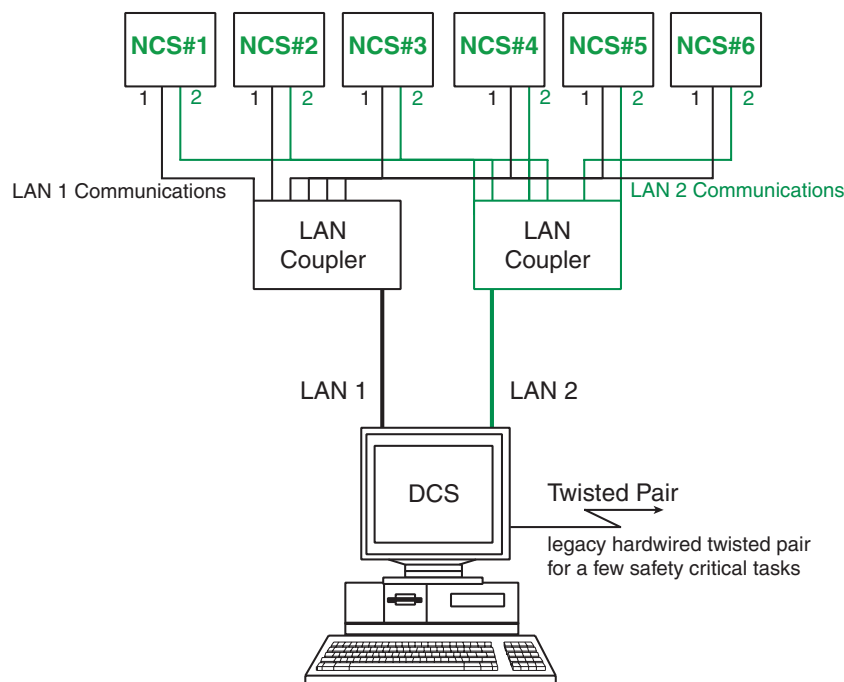 NCS#1 NCS#2 NCS#3 NCS#4 NCS#5 NCS#6
1 2 1 2 1 2 1 2 1 2 1 2
LAN 1 Communications
LAN 2 Communications
LAN
Coupler
LAN
Coupler
LAN 1
LAN 2
DCS
Twisted Pair
legacy hardwired twisted pair
for a few safety critical tasks